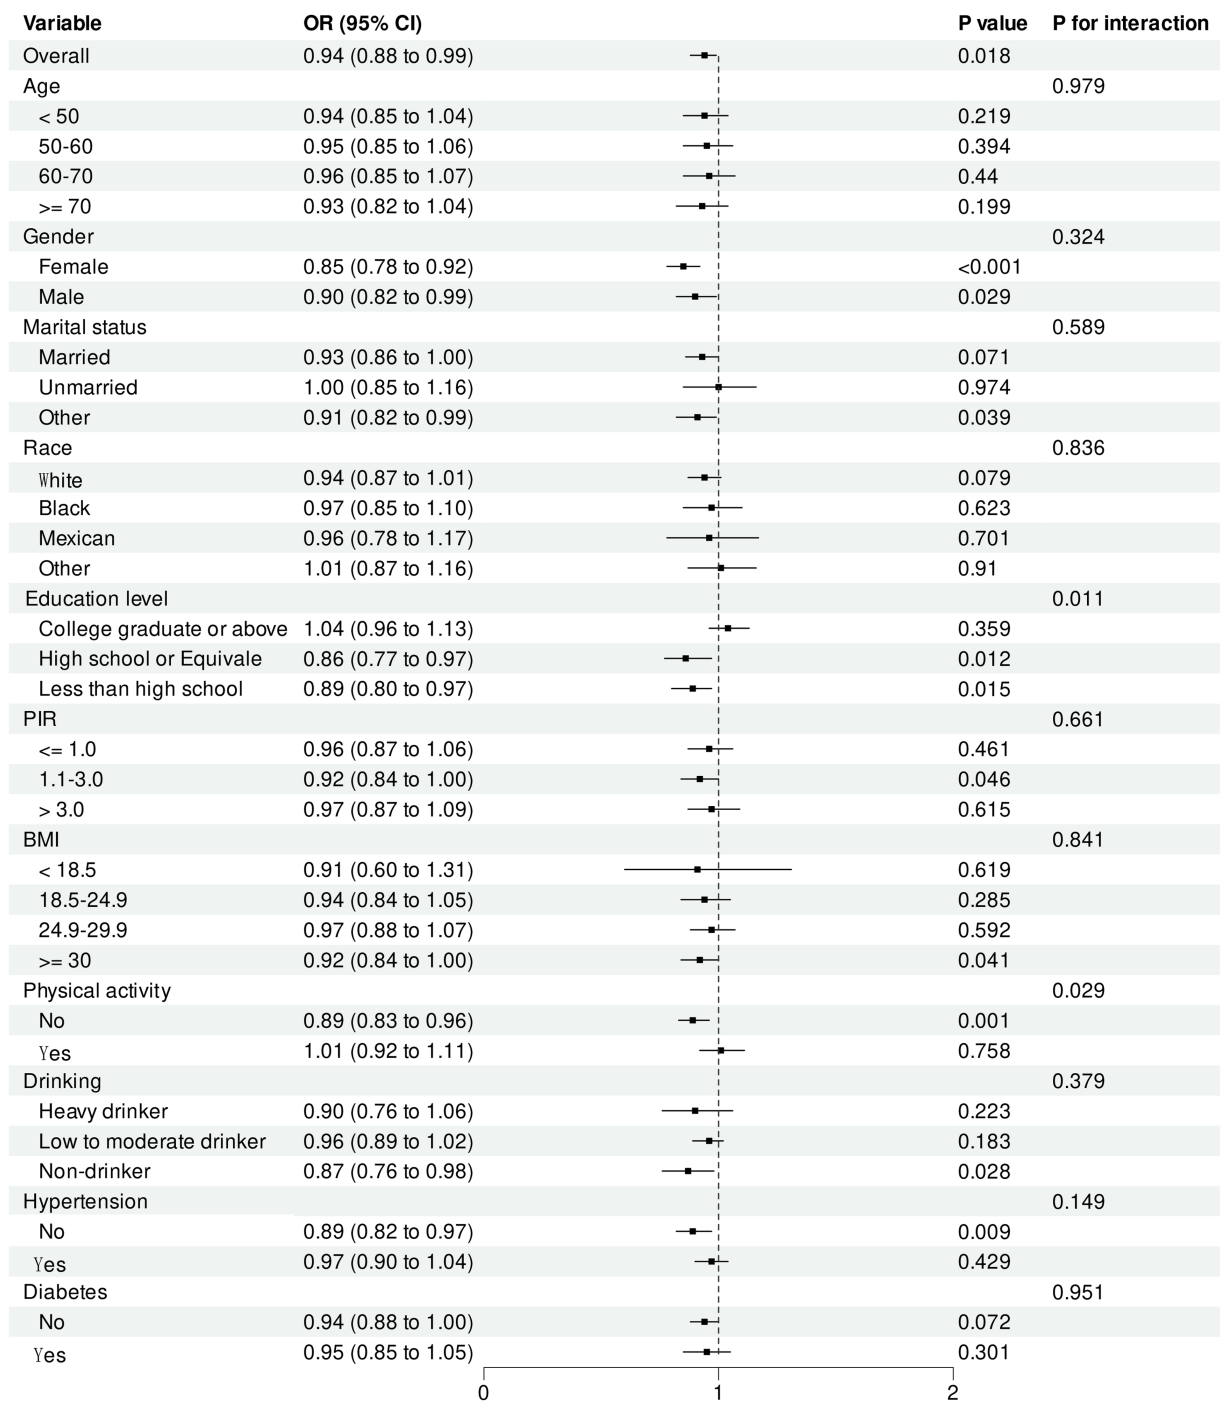 Variable OR (95% CI) P value P for interaction
Overall 0.94 (0.88 to 0.99) 0.018
Age 0.979
< 50 0.94 (0.85 to 1.04) 0.219
50-60 0.95 (0.85 to 1.06) 0.394
60-70 0.96 (0.85 to 1.07) 0.44
>= 70 0.93 (0.82 to 1.04) 0.199
Gender 0.324
Female 0.85 (0.78 to 0.92) <0.001
Male 0.90 (0.82 to 0.99) 0.029
Marital status 0.589
Married 0.93 (0.86 to 1.00) 0.071
Unmarried 1.00 (0.85 to 1.16) 0.974
Other 0.91 (0.82 to 0.99) 0.039
Race 0.836
White 0.94 (0.87 to 1.01) 0.079
Black 0.97 (0.85 to 1.10) 0.623
Mexican 0.96 (0.78 to 1.17) 0.701
Other 1.01 (0.87 to 1.16) 0.91
Education level 0.011
College graduate or above 1.04 (0.96 to 1.13) 0.359
High school or Equivale 0.86 (0.77 to 0.97) 0.012
Less than high school 0.89 (0.80 to 0.97) 0.015
PIR 0.661
<= 1.0 0.96 (0.87 to 1.06) 0.461
1.1-3.0 0.92 (0.84 to 1.00) 0.046
> 3.0 0.97 (0.87 to 1.09) 0.615
BMI 0.841
< 18.5 0.91 (0.60 to 1.31) 0.619
18.5-24.9 0.94 (0.84 to 1.05) 0.285
24.9-29.9 0.97 (0.88 to 1.07) 0.592
>= 30 0.92 (0.84 to 1.00) 0.041
Physical activity 0.029
No 0.89 (0.83 to 0.96) 0.001
Yes 1.01 (0.92 to 1.11) 0.758
Drinking 0.379
Heavy drinker 0.90 (0.76 to 1.06) 0.223
Low to moderate drinker 0.96 (0.89 to 1.02) 0.183
Non-drinker 0.87 (0.76 to 0.98) 0.028
Hypertension 0.149
No 0.89 (0.82 to 0.97) 0.009
Yes 0.97 (0.90 to 1.04) 0.429
Diabetes 0.951
No 0.94 (0.88 to 1.00) 0.072
Yes 0.95 (0.85 to 1.05) 0.301
0 1 2